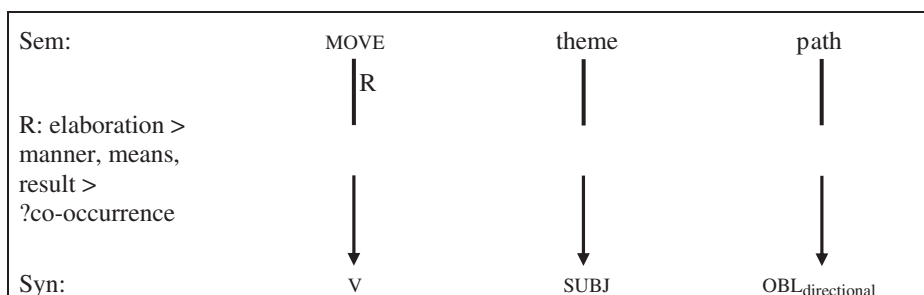 Sem: MOVE theme path
R
R: elaboration >
manner, means,
result >
?co-occurrence
Syn: V SUBJ OBLdirectional